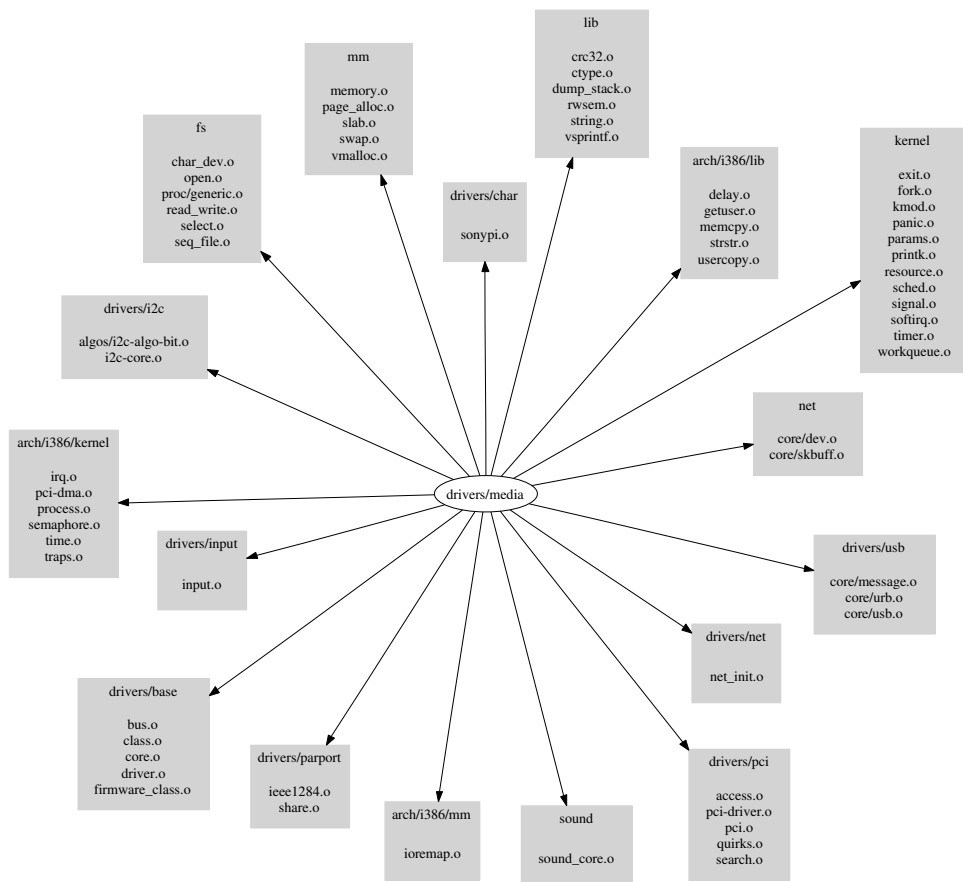 lib
crc32.o
ctype.o
dump_stack.o
rwsem.o
string.o
vsprintf.o
mm
memory.o
page_alloc.o
slab.o
swap.o
vmalloc.o
fs
char_dev.o
open.o
proc/generic.o
read_write.o
select.o
seq_file.o
kernel
exit.o
fork.o
kmod.o
panic.o
params.o
printk.o
resource.o
sched.o
signal.o
softirq.o
timer.o
workqueue.o
arch/i386/lib
delay.o
getuser.o
memcpy.o
strstr.o
usercopy.o
drivers/char
sonypi.o
drivers/i2c
algos/i2c-algo-bit.o
i2c-core.o
net
core/dev.o
core/skbuff.o
arch/i386/kernel
irq.o
pci-dma.o
process.o
semaphore.o
time.o
traps.o
drivers/media
drivers/input
input.o
drivers/usb
core/message.o
core/urb.o
core/usb.o
drivers/net
net_init.o
drivers/base
bus.o
class.o
core.o
driver.o
firmware_class.o
drivers/parport
ieee1284.o
share.o
arch/i386/mm
ioremap.o
sound
sound_core.o
drivers/pci
access.o
pci-driver.o
pci.o
quirks.o
search.o